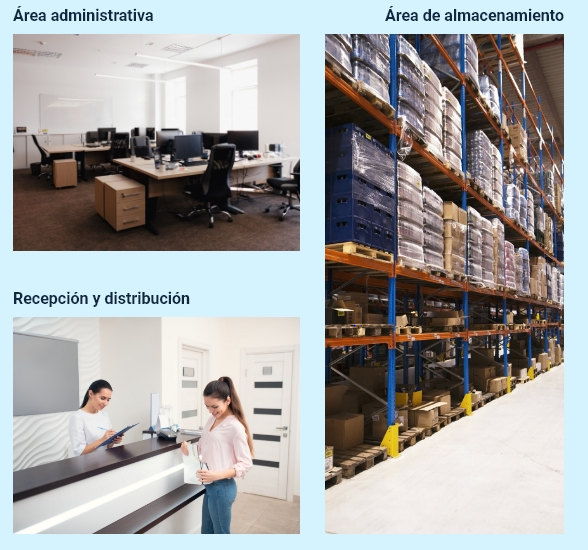 Área administrativa
Área de almacenamiento
Recepción y distribución